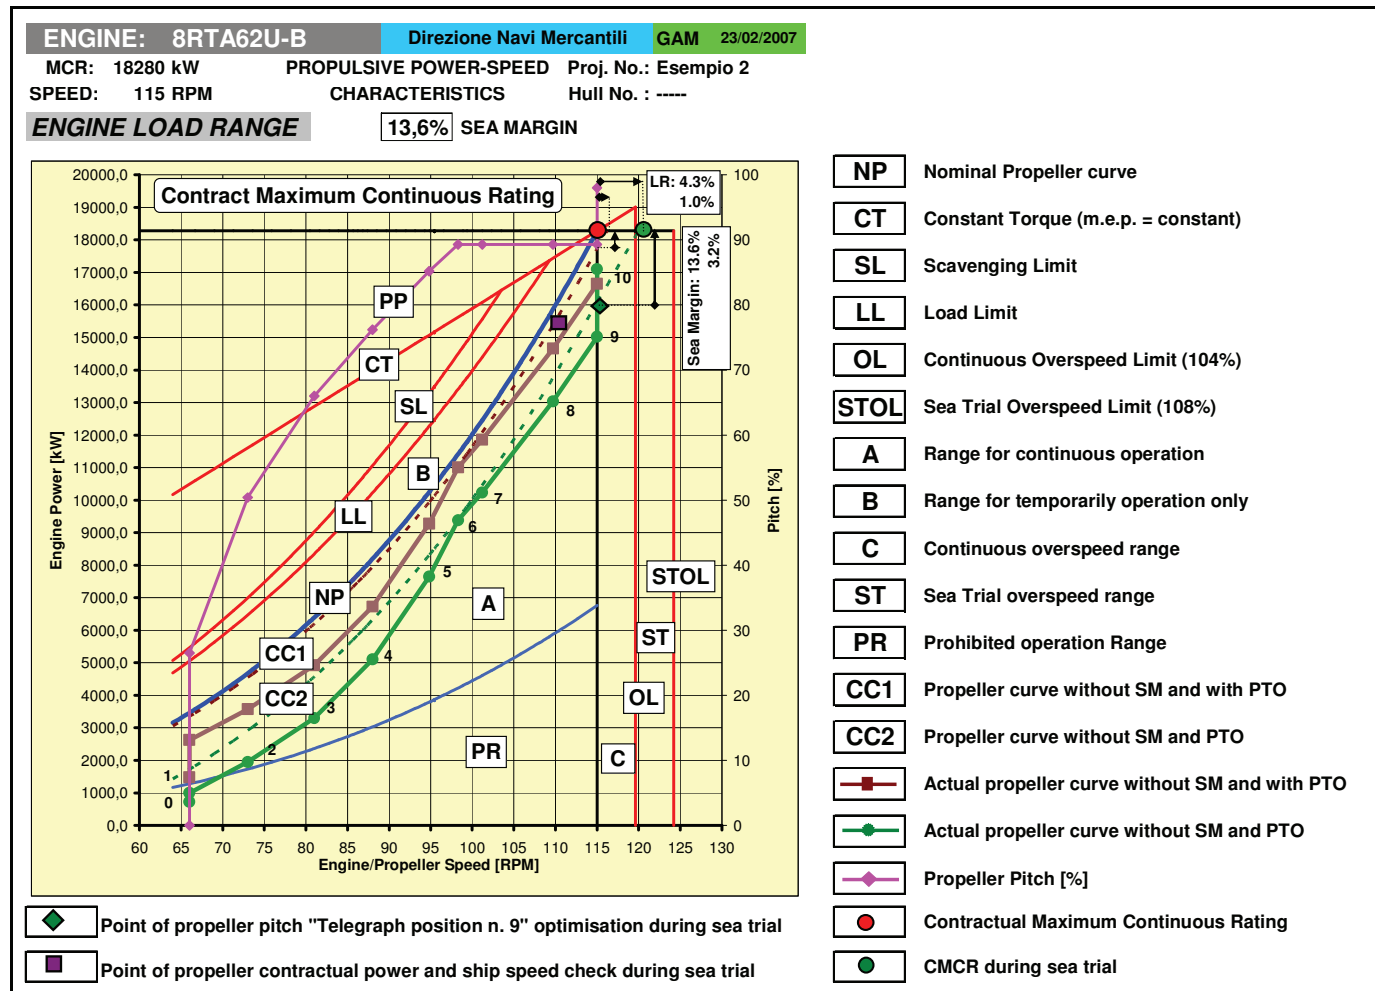 ENGINE: 8RTA62U-B Direzione Navi Mercantili GAM 23/02/2007
MCR: 18280 kW PROPULSIVE POWER-SPEED Proj. No.: Esempio 2
SPEED: 115 RPM CHARACTERISTICS Hull No. : -----
ENGINE LOAD RANGE 13,6% SEA MARGIN
Contract Maximum Continuous Rating
LR: 4.3%
1.0%
Sea Margin: 13.6%
3.2%
Engine Power [kW]
20000,0
19000,0
18000,0
17000,0
16000,0
15000,0
14000,0
13000,0
12000,0
11000,0
10000,0
9000,0
8000,0
7000,0
6000,0
5000,0
4000,0
3000,0
2000,0
1000,0
0,0
PP
CT
SL
B
LL
NP
CC1
CC2
A
PR
C
OL
ST
STOL
10
9
8
7
6
5
4
3
2
1
0
100
90
80
70
60
50
40
30
20
10
0
Pitch [%]
60 65 70 75 80 85 90 95 100 105 110 115 120 125 130
Engine/Propeller Speed [RPM]
NP Nominal Propeller curve
CT Constant Torque (m.e.p. = constant)
SL Scavenging Limit
LL Load Limit
OL Continuous Overspeed Limit (104%)
STOL Sea Trial Overspeed Limit (108%)
A Range for continuous operation
B Range for temporarily operation only
C Continuous overspeed range
ST Sea Trial overspeed range
PR Prohibited operation Range
CC1 Propeller curve without SM and with PTO
CC2 Propeller curve without SM and PTO
Actual propeller curve without SM and with PTO
Actual propeller curve without SM and PTO
Propeller Pitch [%]
Contractual Maximum Continuous Rating
CMCR during sea trial
Point of propeller pitch "Telegraph position n. 9" optimisation during sea trial
Point of propeller contractual power and ship speed check during sea trial